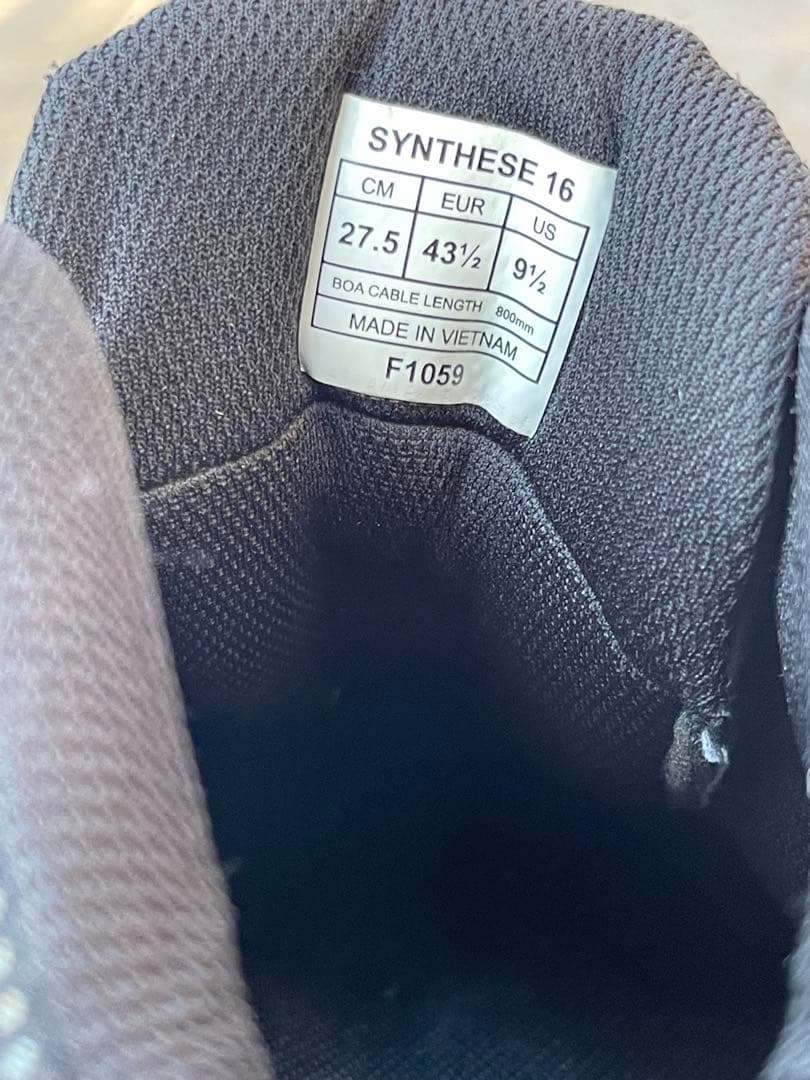 SYNTHESE 16
CM EUR US
27.5 43½ 9½
BOA CABLE LENGTH 800mm
MADE IN VIETNAM
F1059